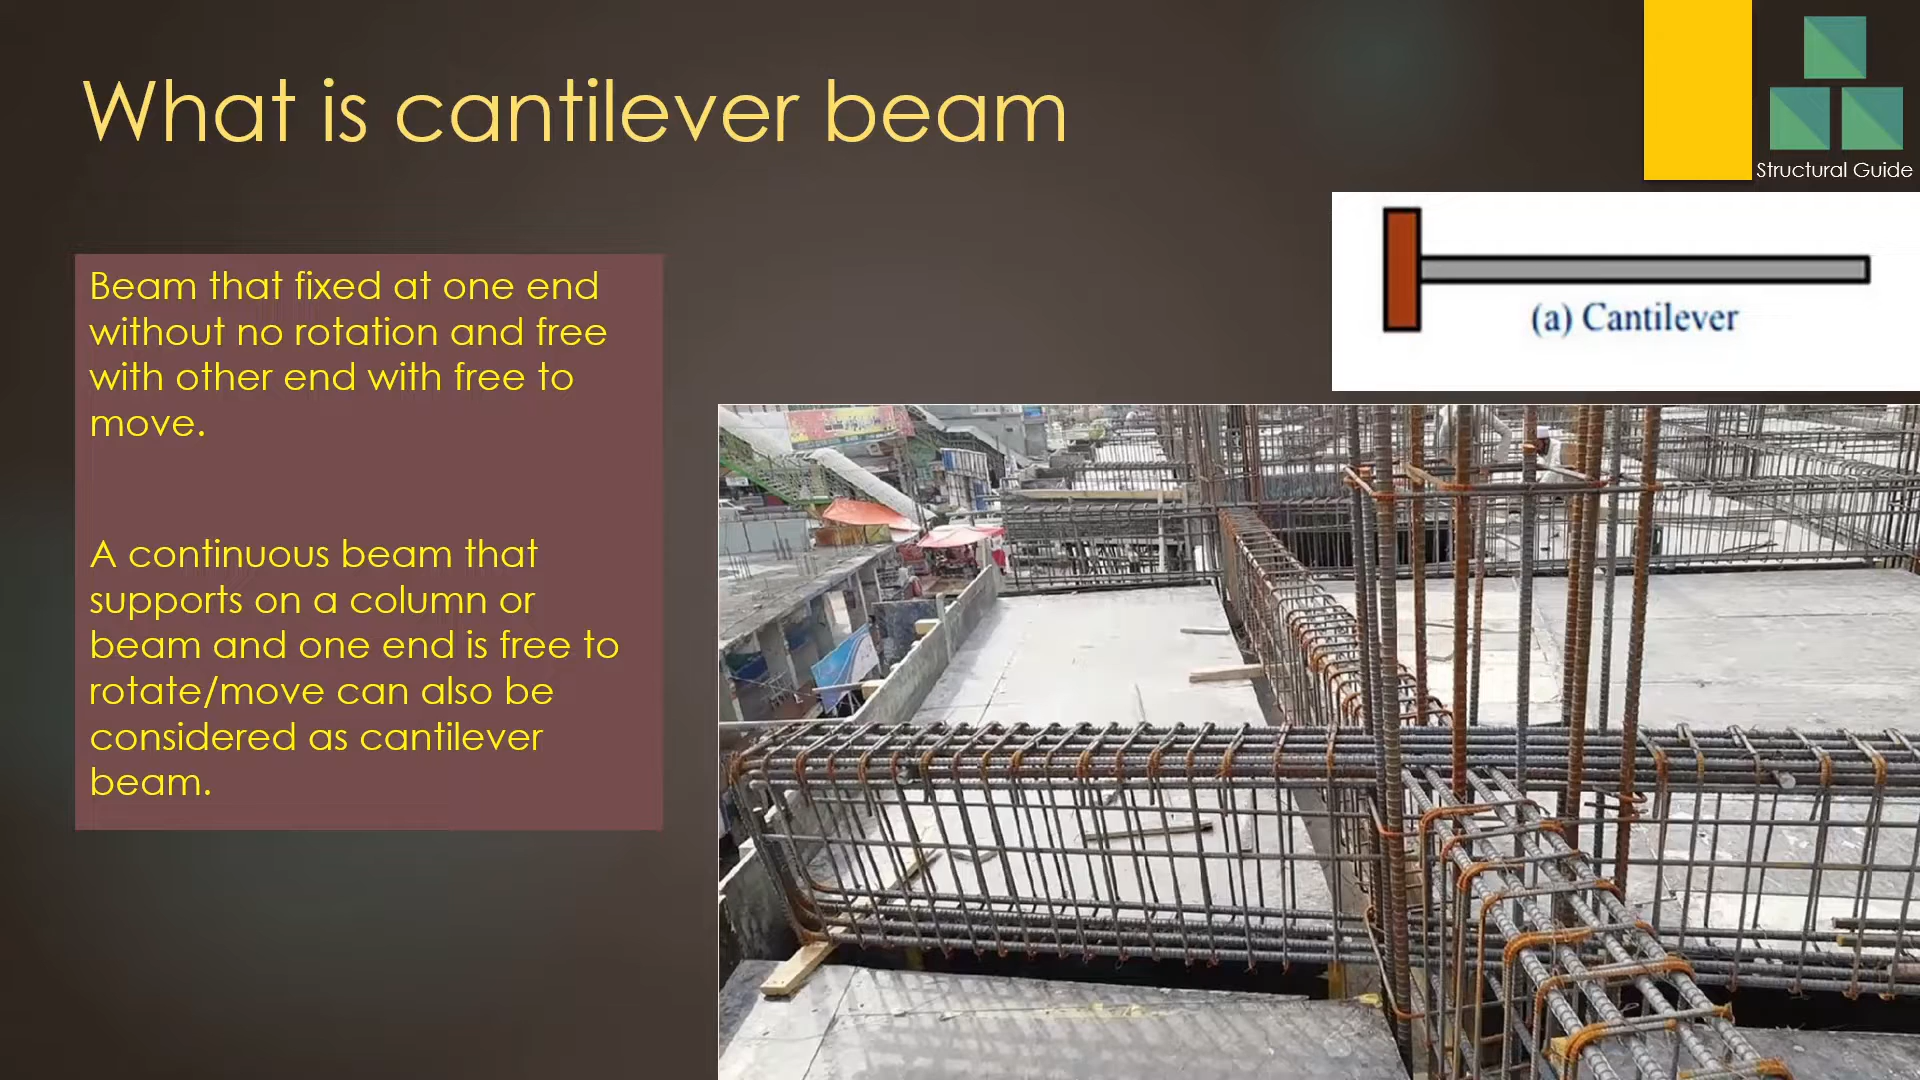 What is cantilever beam
Structural Guide
(a) Cantilever
Beam that fixed at one end
without no rotation and free
with other end with free to
move.
A continuous beam that
supports on a column or
beam and one end is free to
rotate/move can also be
considered as cantilever
beam.